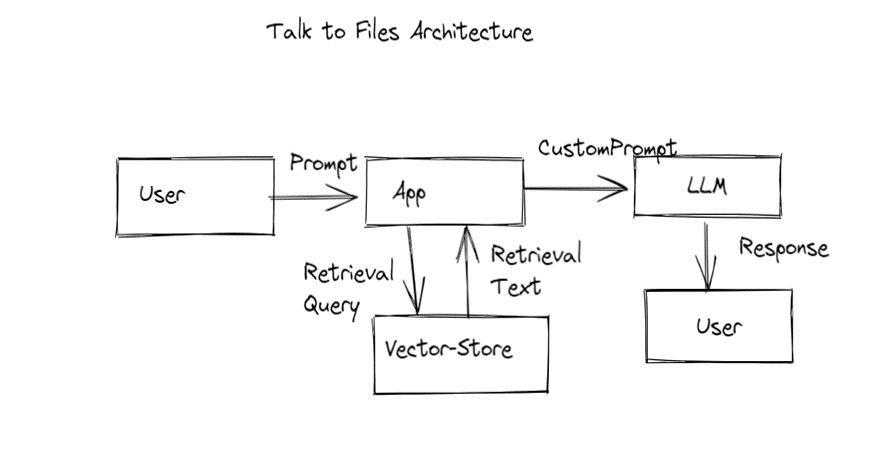 Talk to Files Architecture
User
Prompt
App
CustomPrompt
LLM
Retrieval
Query
Retrieval
Text
Response
Vector-Store
User